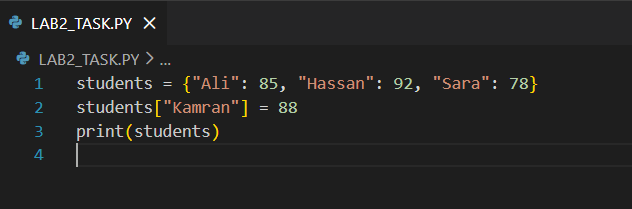 LAB2_TASK.PY ×
LAB2_TASK.PY > ...
1 students = {"Ali": 85, "Hassan": 92, "Sara": 78}
2 students["Kamran"] = 88
3 print(students)
4